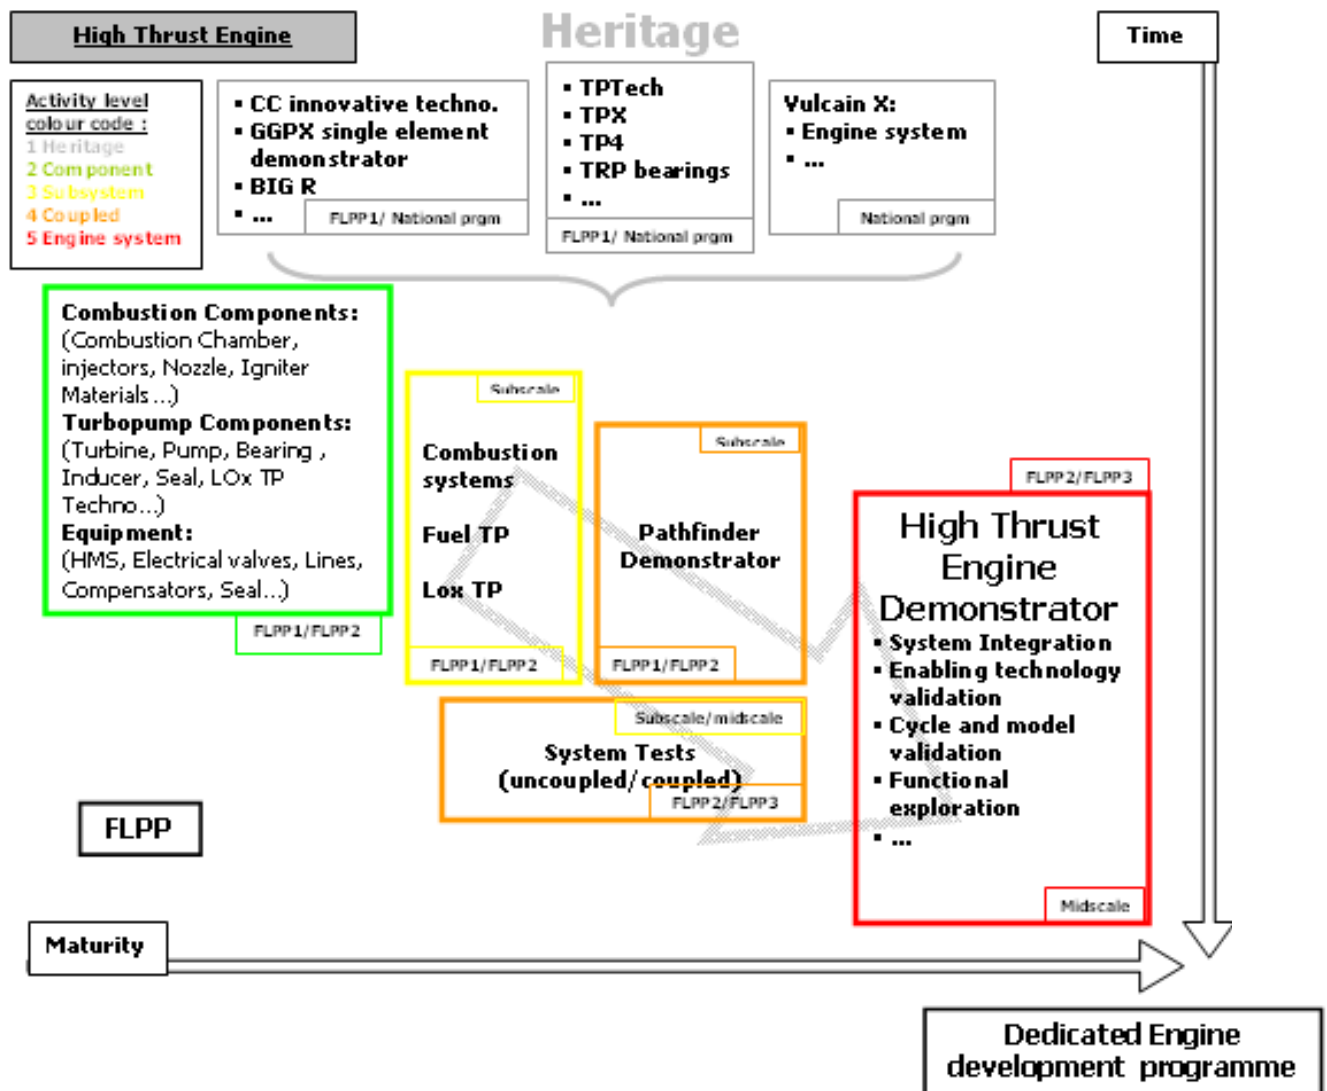 High Thrust Engine
Heritage
Time
Activity level
colour code :
1 Heritage
2 Component
3 Subsystem
4 Coupled
5 Engine system
▪ CC innovative techno.
▪ GGPX single element
demonstrator
▪ BIG R
▪ ...
FLPP1/ National prgm
▪ TPTech
▪ TPX
▪ TP4
▪ TRP bearings
▪ ...
FLPP1/ National prgm
Vulcain X:
▪ Engine system
▪ ...
National prgm
Combustion Components:
(Combustion Chamber,
injectors, Nozzle, Igniter
Materials...)
Turbopump Components:
(Turbine, Pump, Bearing ,
Inducer, Seal, LOx TP
Techno...)
Equipment:
(HMS, Electrical valves, Lines,
Compensators, Seal...)
FLPP1/FLPP2
Subscale
Combustion
systems
Fuel TP
Lox TP
FLPP1/FLPP2
Subscale
Pathfinder
Demonstrator
FLPP1/FLPP2
Subscale/midscale
System Tests
(uncoupled/coupled)
FLPP2/FLPP3
FLPP2/FLPP3
High Thrust
Engine
Demonstrator
▪ System Integration
▪ Enabling technology
validation
▪ Cycle and model
validation
▪ Functional
exploration
▪ ...
Midscale
FLPP
Maturity
Dedicated Engine
development programme